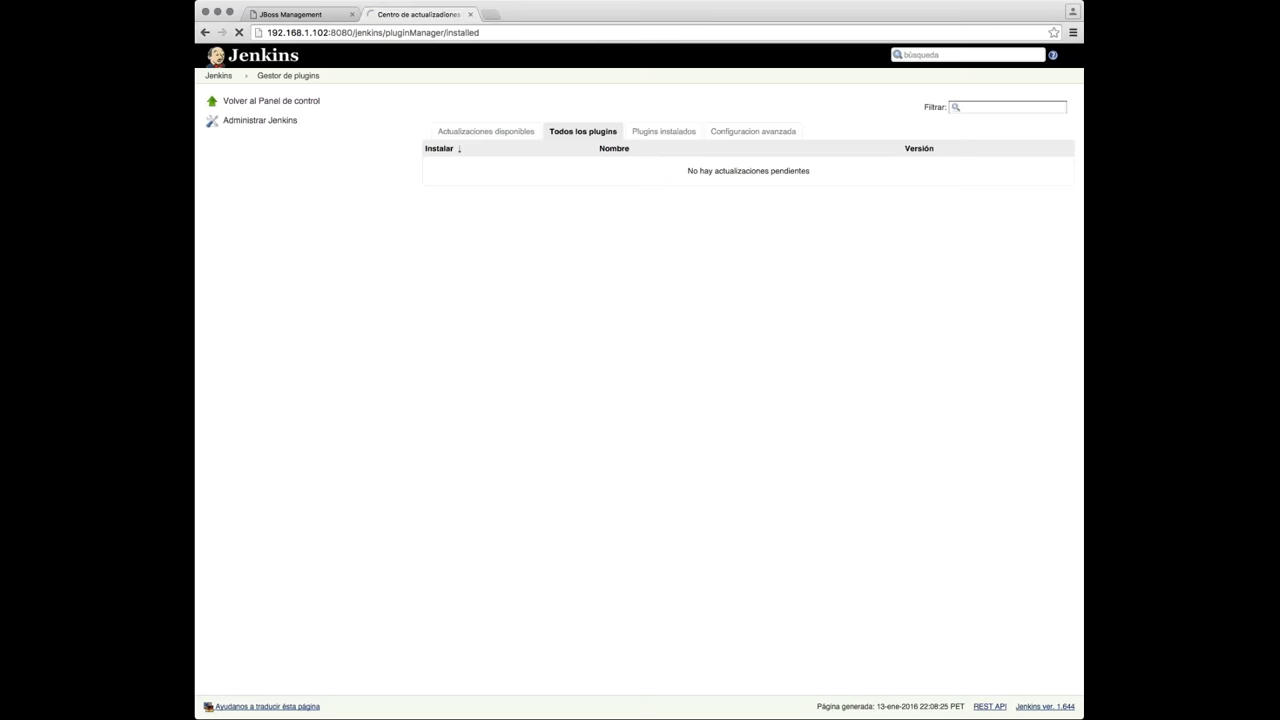 JBoss Management
Centro de actualizadiones
192.168.1.102:8080/jenkins/pluginManager/installed
Jenkins
búsqueda
Jenkins
Gestor de plugins
Volver al Panel de control
Administrar Jenkins
Filtrar:
Actualizaciones disponibles
Todos los plugins
Plugins instalados
Configuracion avanzada
Instalar ↓
Nombre
Versión
No hay actualizaciones pendientes
Ayudanos a traducir ésta página
Página generada: 13-ene-2016 22:08:25 PET
REST API
Jenkins ver. 1.644